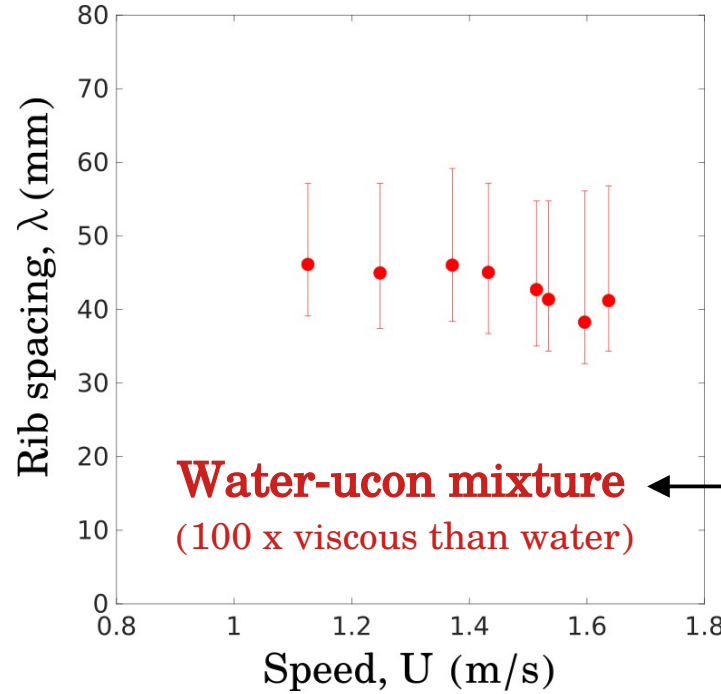 80
70
60
50
40
30
20
10
0
Rib spacing, λ (mm)
Water-ucon mixture
(100 x viscous than water)
0.8 1 1.2 1.4 1.6 1.8
Speed, U (m/s)